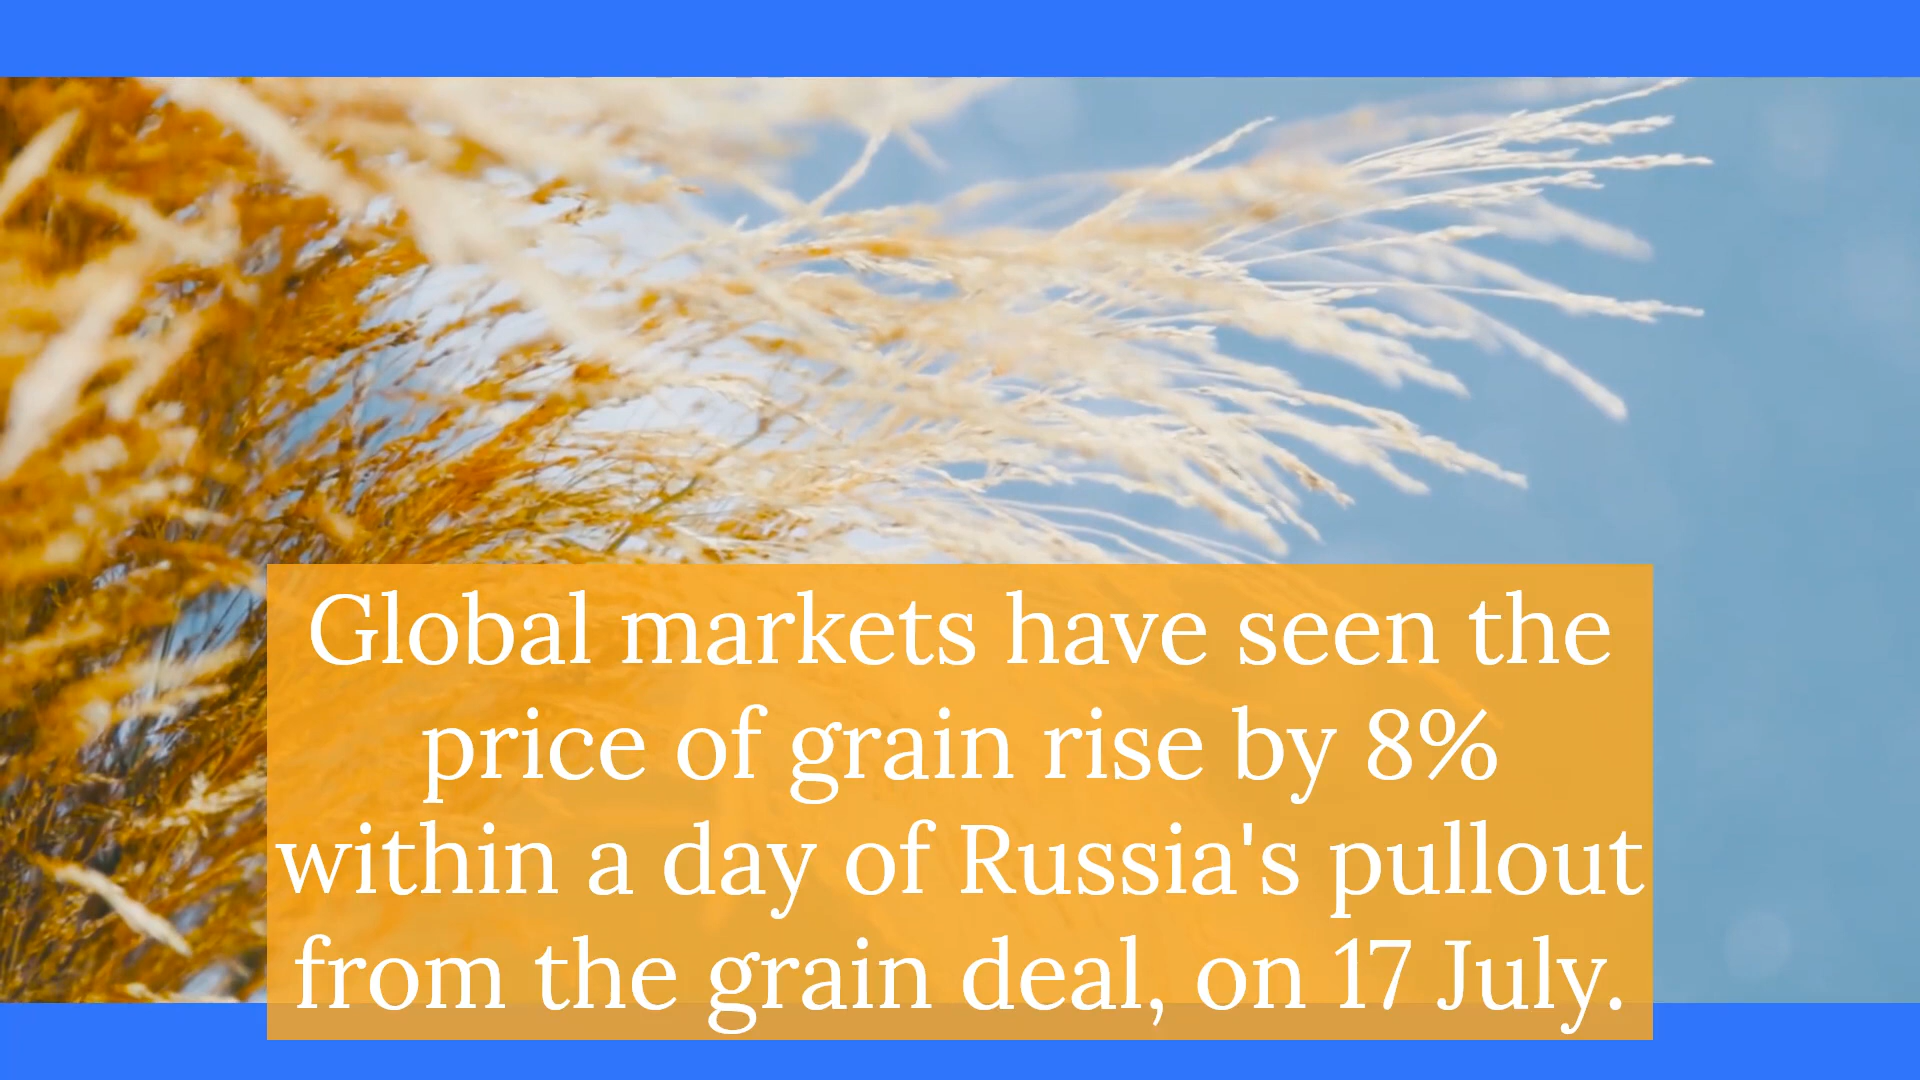 Global markets have seen the
price of grain rise by 8%
within a day of Russia's pullout
from the grain deal, on 17 July.